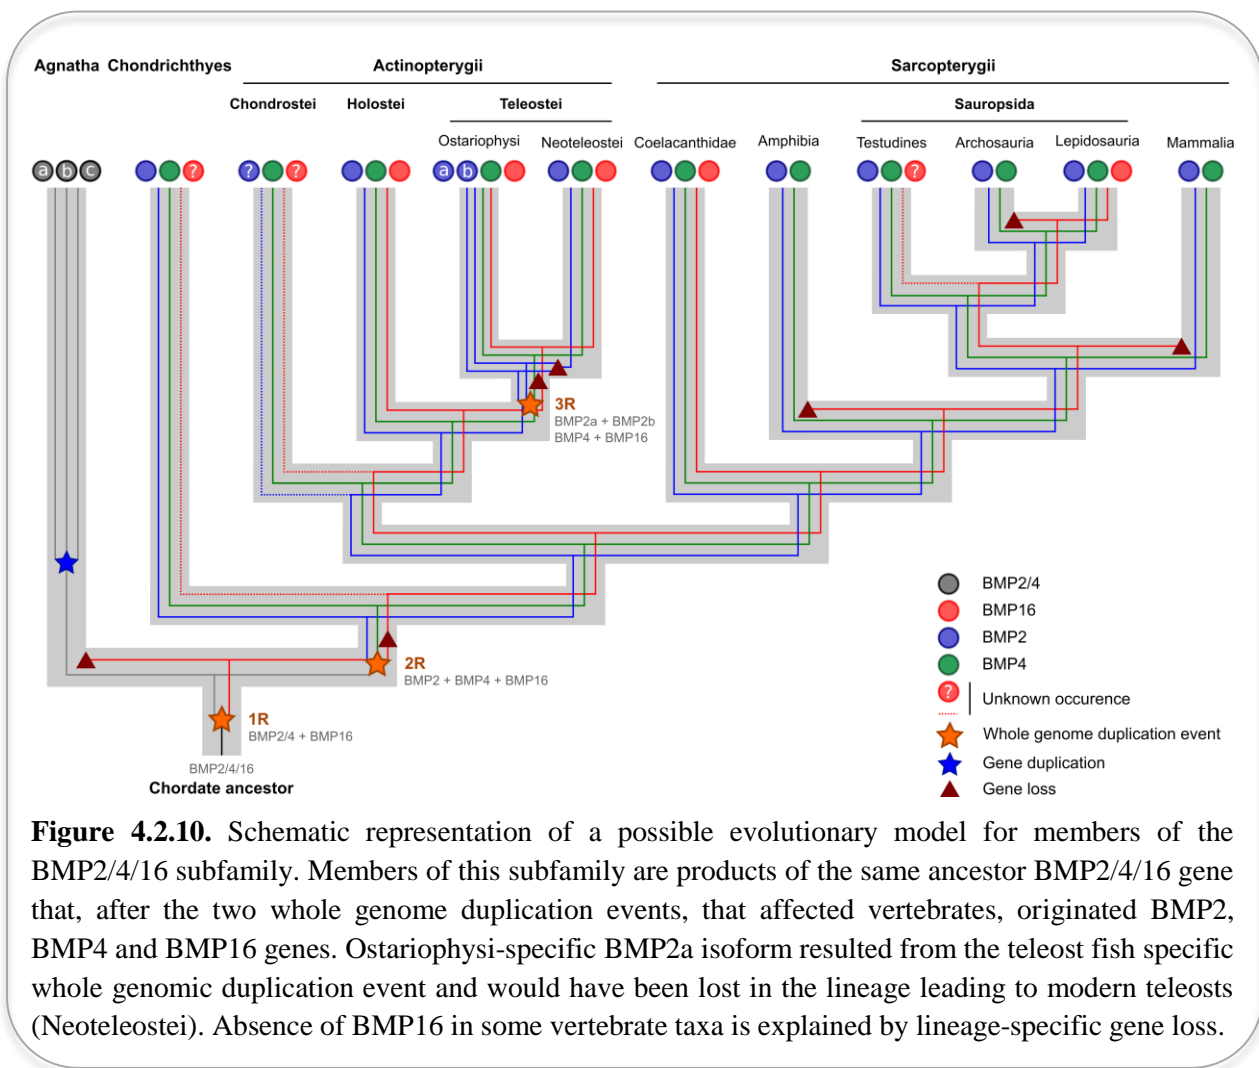 Agnatha Chondrichthyes Actinopterygii Sarcopterygii
Chondrostei Holostei Teleostei Sauropsida
Ostariophysi Neoteleostei Coelacanthidae Amphibia Testudines Archosauria Lepidosauria Mammalia
a b c ? ? ? a b ?
3R
BMP2a + BMP2b
BMP4 + BMP16
BMP2/4
BMP16
BMP2
BMP4
? Unknown occurence
Whole genome duplication event
Gene duplication
Gene loss
2R
BMP2 + BMP4 + BMP16
1R
BMP2/4 + BMP16
BMP2/4/16
Chordate ancestor
Figure 4.2.10. Schematic representation of a possible evolutionary model for members of the
BMP2/4/16 subfamily. Members of this subfamily are products of the same ancestor BMP2/4/16 gene
that, after the two whole genome duplication events, that affected vertebrates, originated BMP2,
BMP4 and BMP16 genes. Ostariophysi-specific BMP2a isoform resulted from the teleost fish specific
whole genomic duplication event and would have been lost in the lineage leading to modern teleosts
(Neoteleostei). Absence of BMP16 in some vertebrate taxa is explained by lineage-specific gene loss.